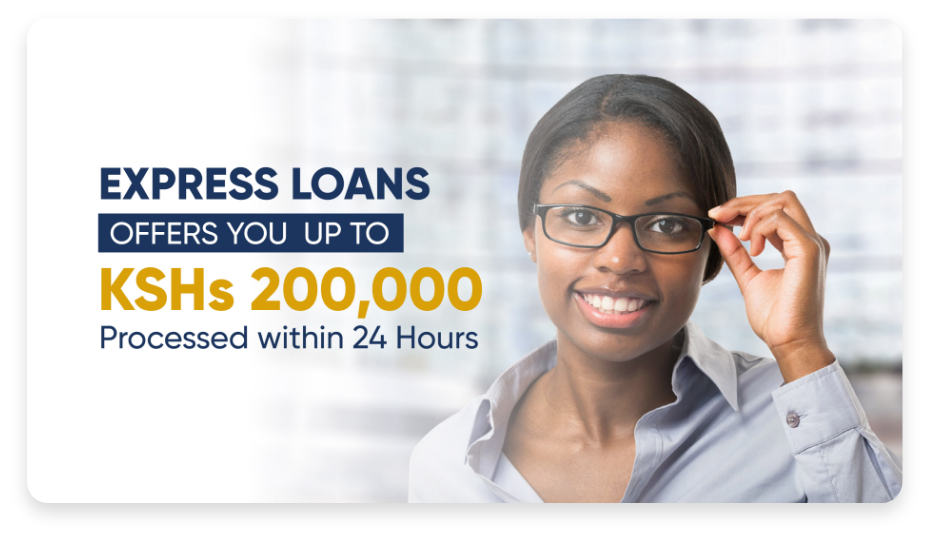 EXPRESS LOANS
OFFERS YOU UP TO
KSHs 200,000
Processed within 24 Hours